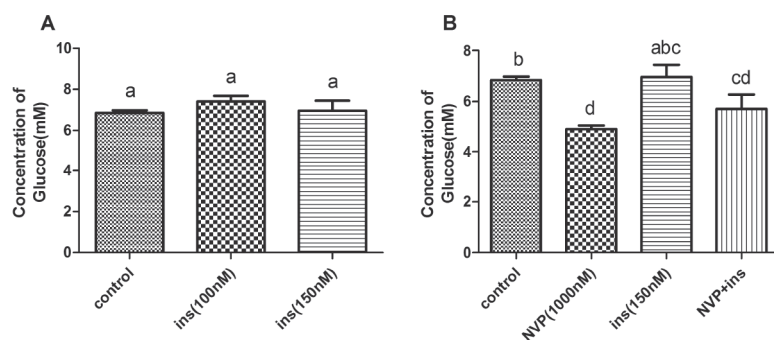 A
Concentration of
Glucose(mM)
10
8
6
4
2
0
a
a
a
control
ins(100nM)
ins(150nM)
B
Concentration of
Glucose(mM)
8
6
4
2
0
b
d
abc
cd
control
NVP(1000nM)
ins(150nM)
NVP+ins